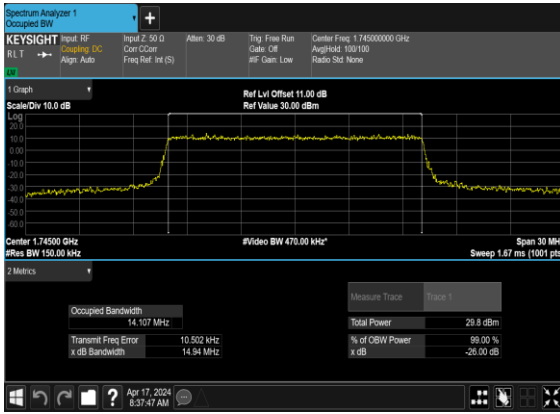 Spectrum Analyzer 1
Occupied BW
KEYSIGHT Input: RF Input Z: 50 Ω Atten: 30 dB Trig: Free Run Center Freq: 1.745000000 GHz
RLT Coupling: DC Corr CCorr Gate: Off Avg|Hold: 100/100
Align: Auto Freq Ref: Int (S) #IF Gain: Low Radio Std: None
LW
1 Graph
Ref Lvl Offset 11.00 dB
Scale/Div 10.0 dB Ref Value 30.00 dBm
Log
20.0
10.0
0.00
-10.0
-20.0
-30.0
-40.0
-50.0
-60.0
Center 1.74500 GHz #Video BW 470.00 kHz* Span 30 MH
#Res BW 150.00 kHz Sweep 1.67 ms (1001 pts
2 Metrics
Measure Trace Trace 1
Occupied Bandwidth
14.107 MHz Total Power 29.8 dBm
Transmit Freq Error 10.502 kHz % of OBW Power 99.00 %
x dB Bandwidth 14.94 MHz x dB -26.00 dB
Apr 17, 2024
8:37:47 AM